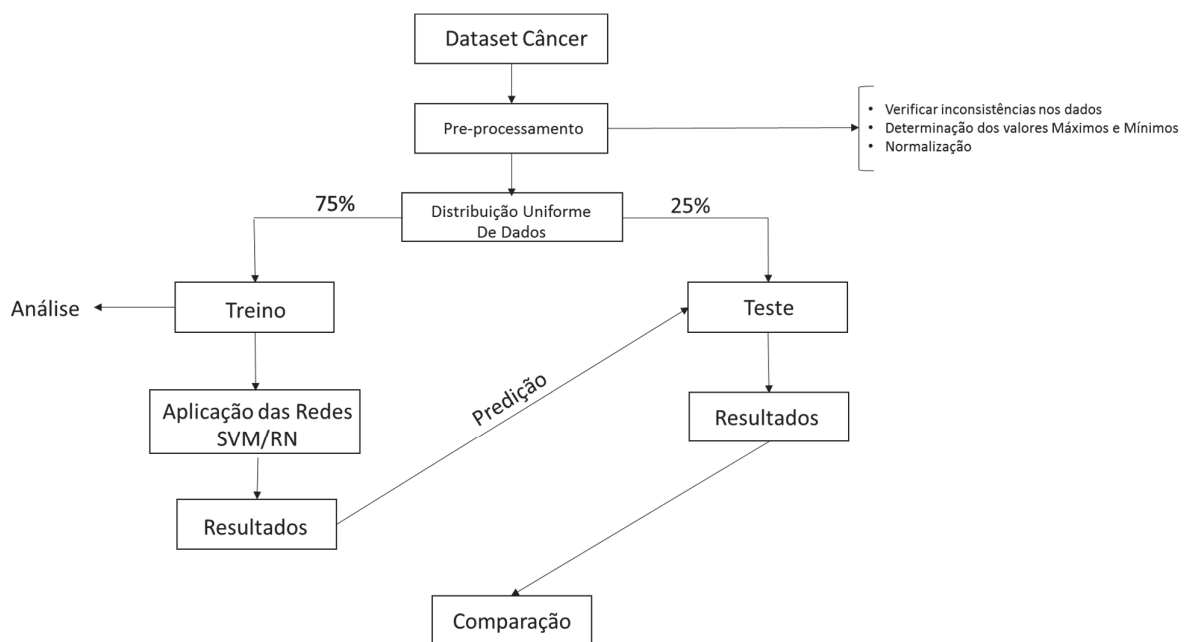 Dataset Câncer
Pre-processamento
• Verificar inconsistências nos dados
• Determinação dos valores Máximos e Mínimos
• Normalização
75%
Distribuição Uniforme
De Dados
25%
Análise
Treino
Teste
Aplicação das Redes
SVM/RN
Predição
Resultados
Resultados
Comparação